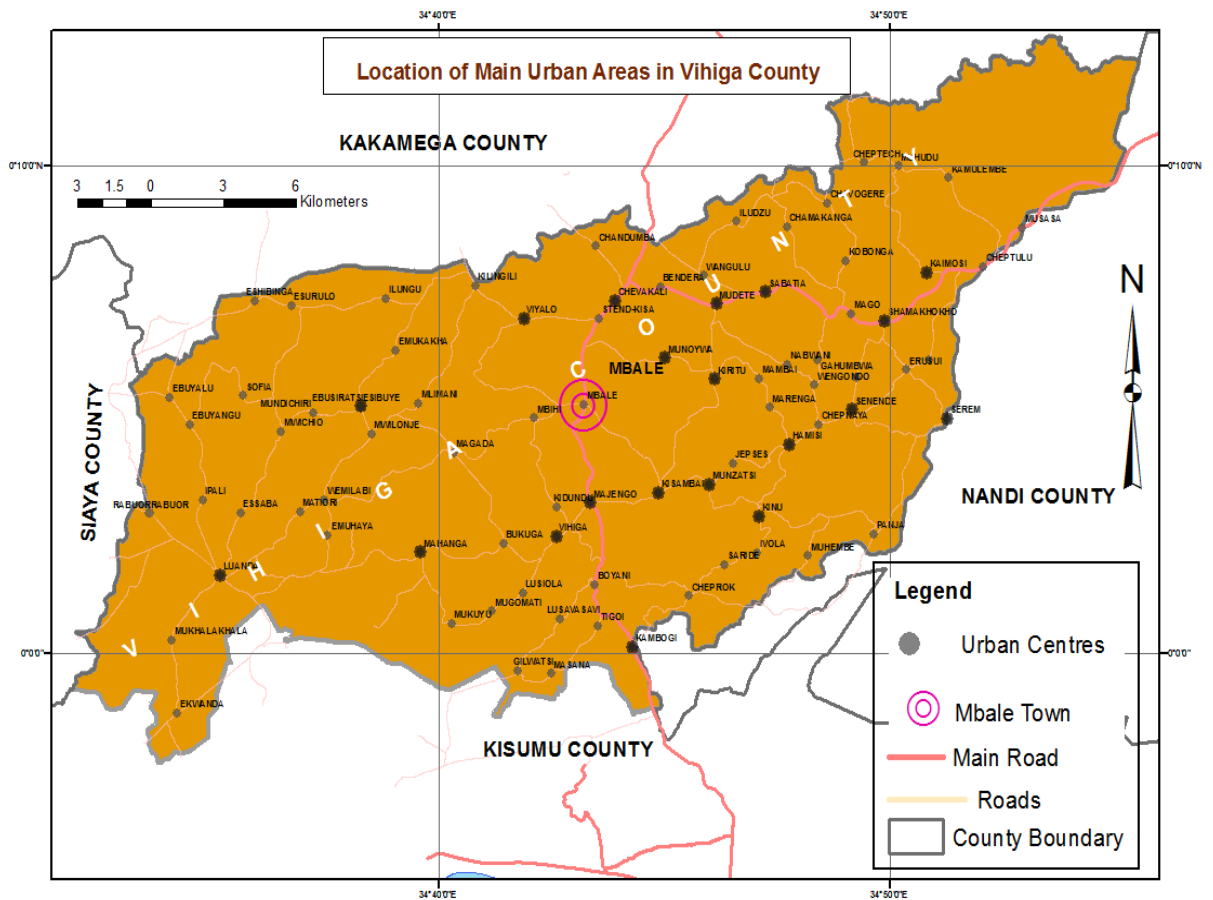 34°40'0"E 34°50'0"E
Location of Main Urban Areas in Vihiga County
KAKAMEGA COUNTY
0°10'0"N 0°10'0"N
3 1.5 0 3 6
Kilometers
CHEPTECH
KAMULEMBE
CHAVOGERE
ILUDZU
CHAMAKANGA
MUSASA
CHANDUMBA
KOBONGA
CHEPTULU
KAIMOSI
WANGULU
BENDERA
KILUNGILI
SABATIA
N
ESHIBINGA
ILUNGU
CHEVAKALI
MUDETE
ESURULO
MAGO
SHAMAKHOKHO
VIYALO
STEND-KISA
EMUKAKHA
MUNOYWA
MBALE
NABWANI
GAHUMBWA
ERUSUI
KIRITU
MAMBAI
WENGONDO
EBUYALU
SOFIA
MUNDICHIRI
EBUSIRATSI
ESIBUYE
MLIMANI
MBALE
MBIHI
MARENGA
SENENDE
SEREM
EBUYANGU
MWICHIO
MWILONJE
CHEPNAYA
MAGADA
HAMISI
JEPSES
SIAYA COUNTY
IPALI
WEMILABI
KIDUNDU
MAJENGO
KISAMBAI
MUNZATSI
NANDI COUNTY
RABUOR
RABUOR
ESSABA
MATIORI
KINU
EMUHAYA
BUKUGA
VIHIGA
PANJA
MAHANGA
IVOLA
MUHEMBE
SARIDE
LUANDA
BOYANI
LUSIOLA
CHEPROK
MUGOMATI
MUKUYU
LUSAVASAVI
TIGOI
MUKHALAKHALA
KAMBOGI
0°0'0" 0°0'0"
GILWATSI
MASANA
EKWANDA
KISUMU COUNTY
VIHIGA COUNTY
Legend
Urban Centres
Mbale Town
Main Road
Roads
County Boundary
34°40'0"E 34°50'0"E